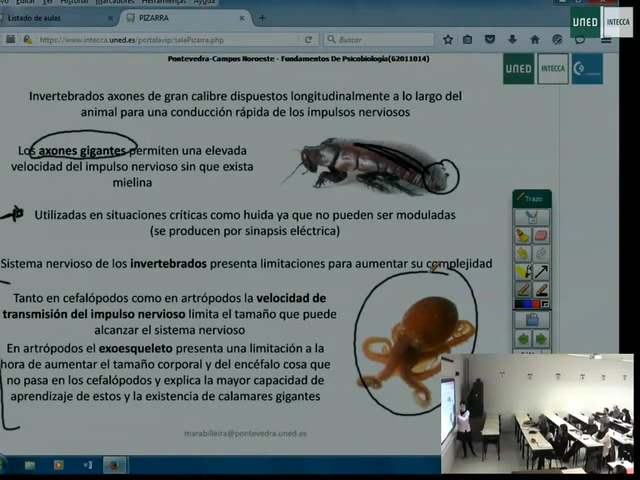 Listado de aulas
PIZARRA
https://www.intecca.uned.es/portalavip/salaPizarra.php
Buscar
UNED
INTECCA
Pontevedra-Campus Noroeste - Fundamentos De Psicobiología(62011014)
UNED
INTECCA
Invertebrados axones de gran calibre dispuestos longitudinalmente a lo largo del
animal para una conducción rápida de los impulsos nerviosos
Los axones gigantes permiten una elevada
velocidad del impulso nervioso sin que exista
mielina
Utilizadas en situaciones críticas como huida ya que no pueden ser moduladas
(se producen por sinapsis eléctrica)
Trazo
Sistema nervioso de los invertebrados presenta limitaciones para aumentar su complejidad
Tanto en cefalópodos como en artrópodos la velocidad de
transmisión del impulso nervioso limita el tamaño que puede
alcanzar el sistema nervioso
En artrópodos el exoesqueleto presenta una limitación a la
hora de aumentar el tamaño corporal y del encéfalo cosa que
no pasa en los cefalópodos y explica la mayor capacidad de
aprendizaje de estos y la existencia de calamares gigantes
marabilleira@pontevedra.uned.es